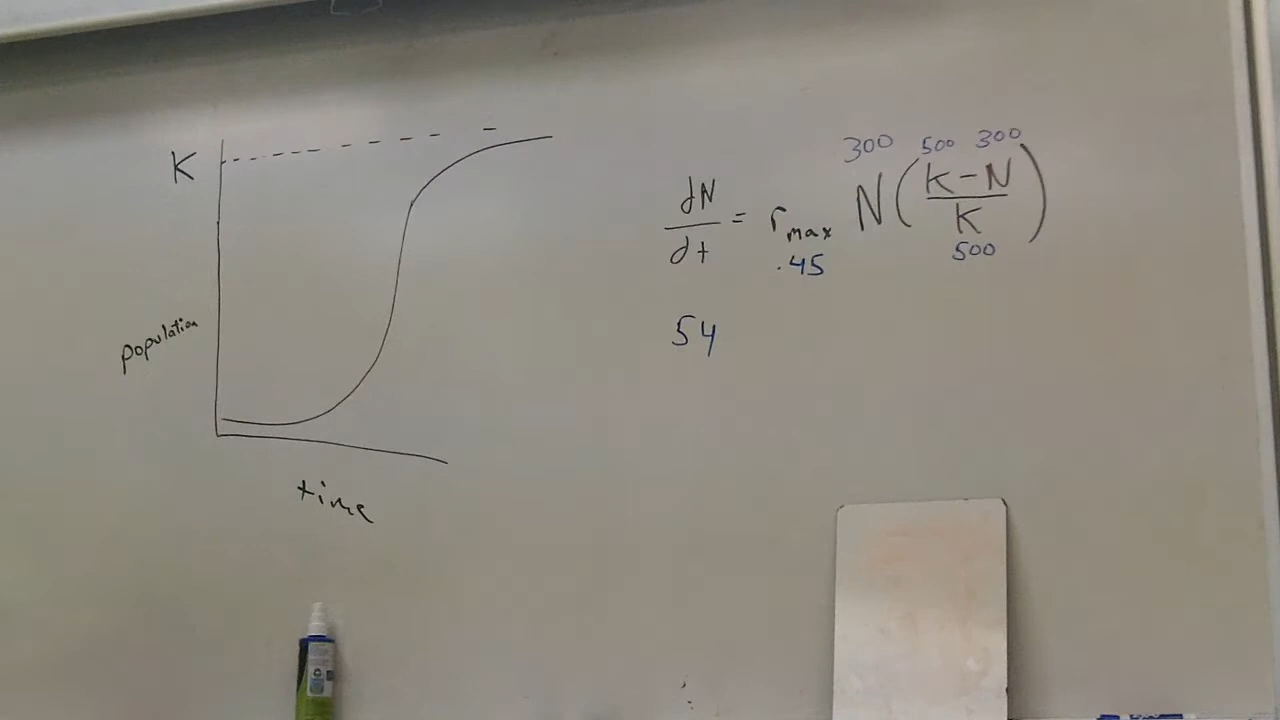 K
population
time
300 500 300
dN/dt = rmax N(K-N/K)
.45 500
54